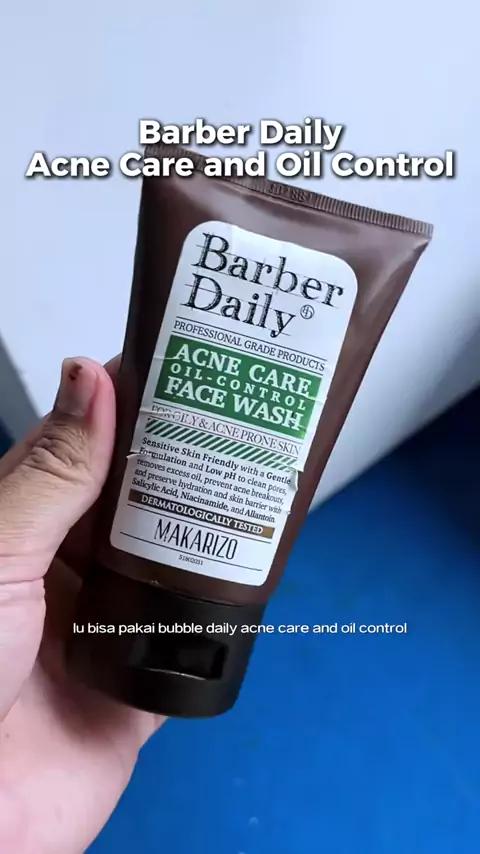 Barber Daily
Acne Care and Oil Control
Barber
Daily®
PROFESSIONAL GRADE PRODUCTS
ACNE CARE
OIL-CONTROL
FACE WASH
FOR OILY & ACNE PRONE SKIN
Sensitive Skin Friendly with a Gentle
Formulation and Low pH to clean pores,
removes excess oil, prevent acne breakouts,
and preserve hydration and skin barrier with
Salicylic Acid, Niacinamide, and Allantoin
DERMATOLOGICALLY TESTED
MAKARIZO
lu bisa pakai bubble daily acne care and oil control